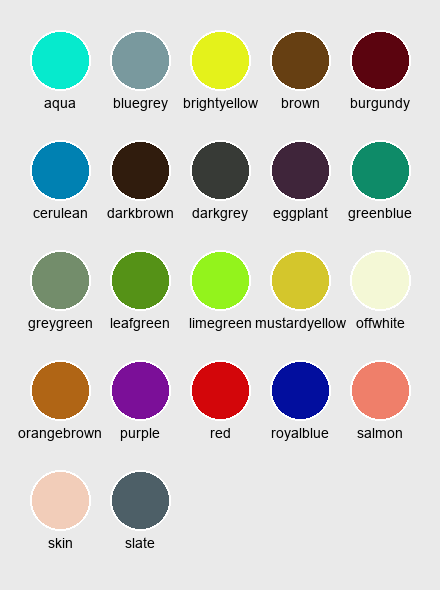 aqua bluegrey brightyellow brown burgundy
cerulean darkbrown darkgrey eggplant greenblue
greygreen leafgreen limegreen mustardyellow offwhite
orangebrown purple red royalblue salmon
skin slate